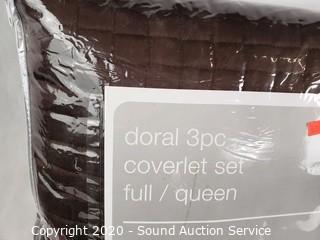 doral 3pc
coverlet set
full / queen
Copyright 2020 - Sound Auction Service